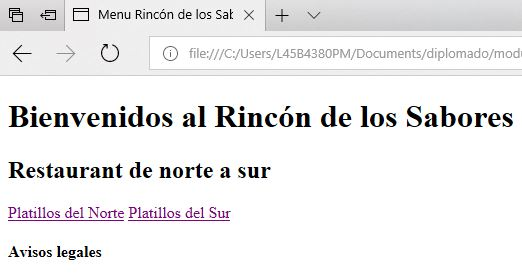 Menu Rincón de los Sab
file:///C:/Users/L45B4380PM/Documents/diplomado/modu
Bienvenidos al Rincón de los Sabores
Restaurant de norte a sur
Platillos del Norte Platillos del Sur
Avisos legales